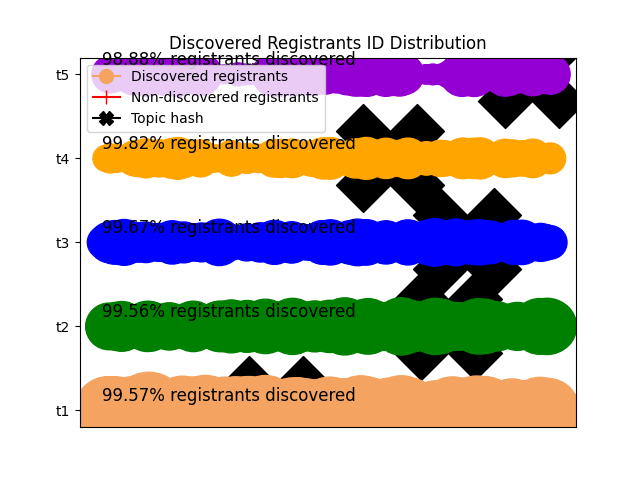 Discovered Registrants ID Distribution
98.88% registrants discovered
t5
Discovered registrants
Non-discovered registrants
Topic hash
99.82% registrants discovered
t4
99.67% registrants discovered
t3
99.56% registrants discovered
t2
99.57% registrants discovered
t1